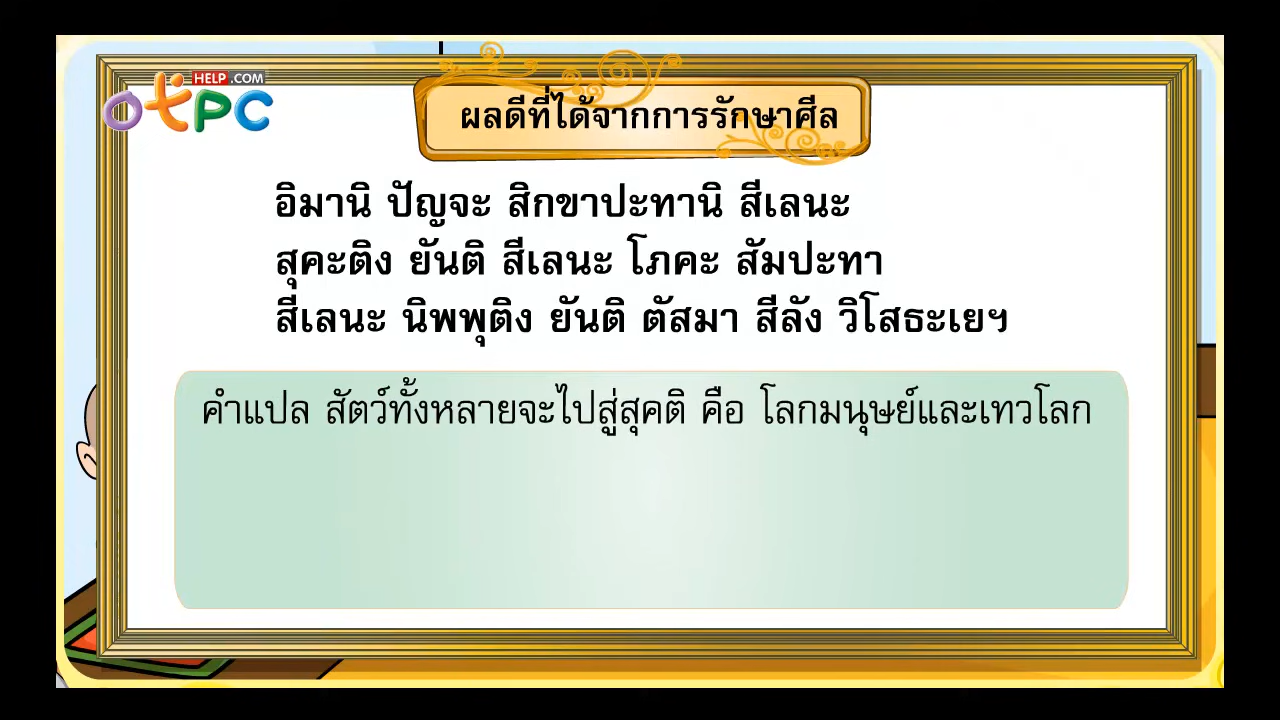 HELP.COM
OTPC
ผลดีที่ได้จากการรักษาศีล
อิมานิ ปัญจะ สิกขาปะทานิ สีเลนะ
สุคะติง ยันติ สีเลนะ โภคะ สัมปะทา
สีเลนะ นิพพุติง ยันติ ตัสมา สีลัง วิโสธะเยฯ
คำแปล สัตว์ทั้งหลายจะไปสู่สุคติ คือ โลกมนุษย์และเทวโลก